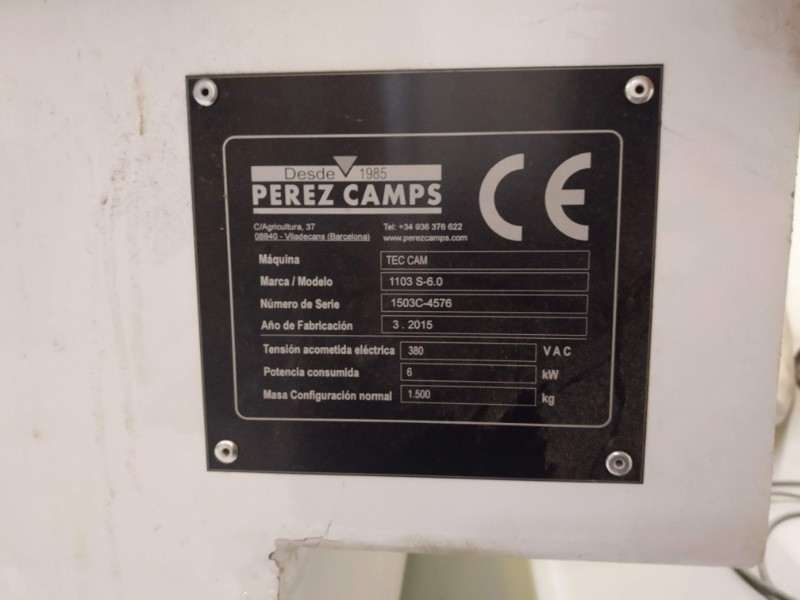 Desde 1985
PEREZ CAMPS
CE
C/Agricultura, 37 Tel: +34 936 376 622
08840 - Viladecans (Barcelona) www.perezcamps.com
Máquina TEC CAM
Marca / Modelo 1103 S-6.0
Número de Serie 1503C-4576
Año de Fabricación 3 . 2015
Tensión acometida eléctrica 380 VAC
Potencia consumida 6 kW
Masa Configuración normal 1.500 kg